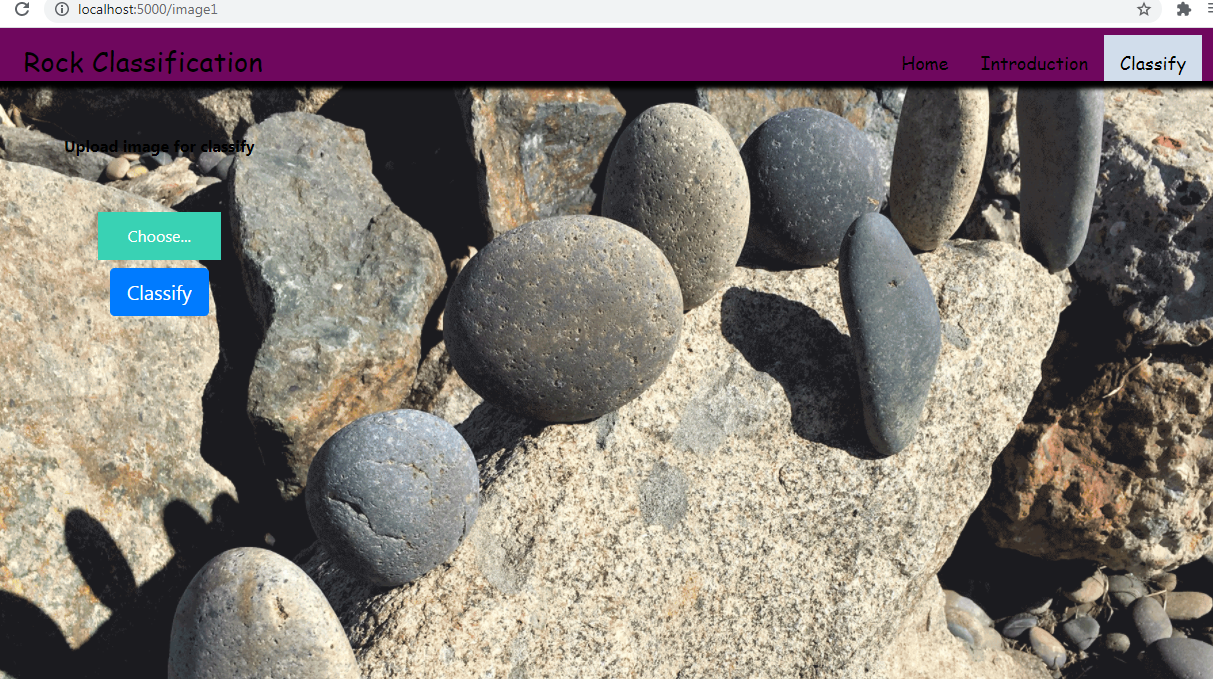 localhost:5000/image1
Rock Classification
Home Introduction Classify
Upload image for classify
Choose...
Classify